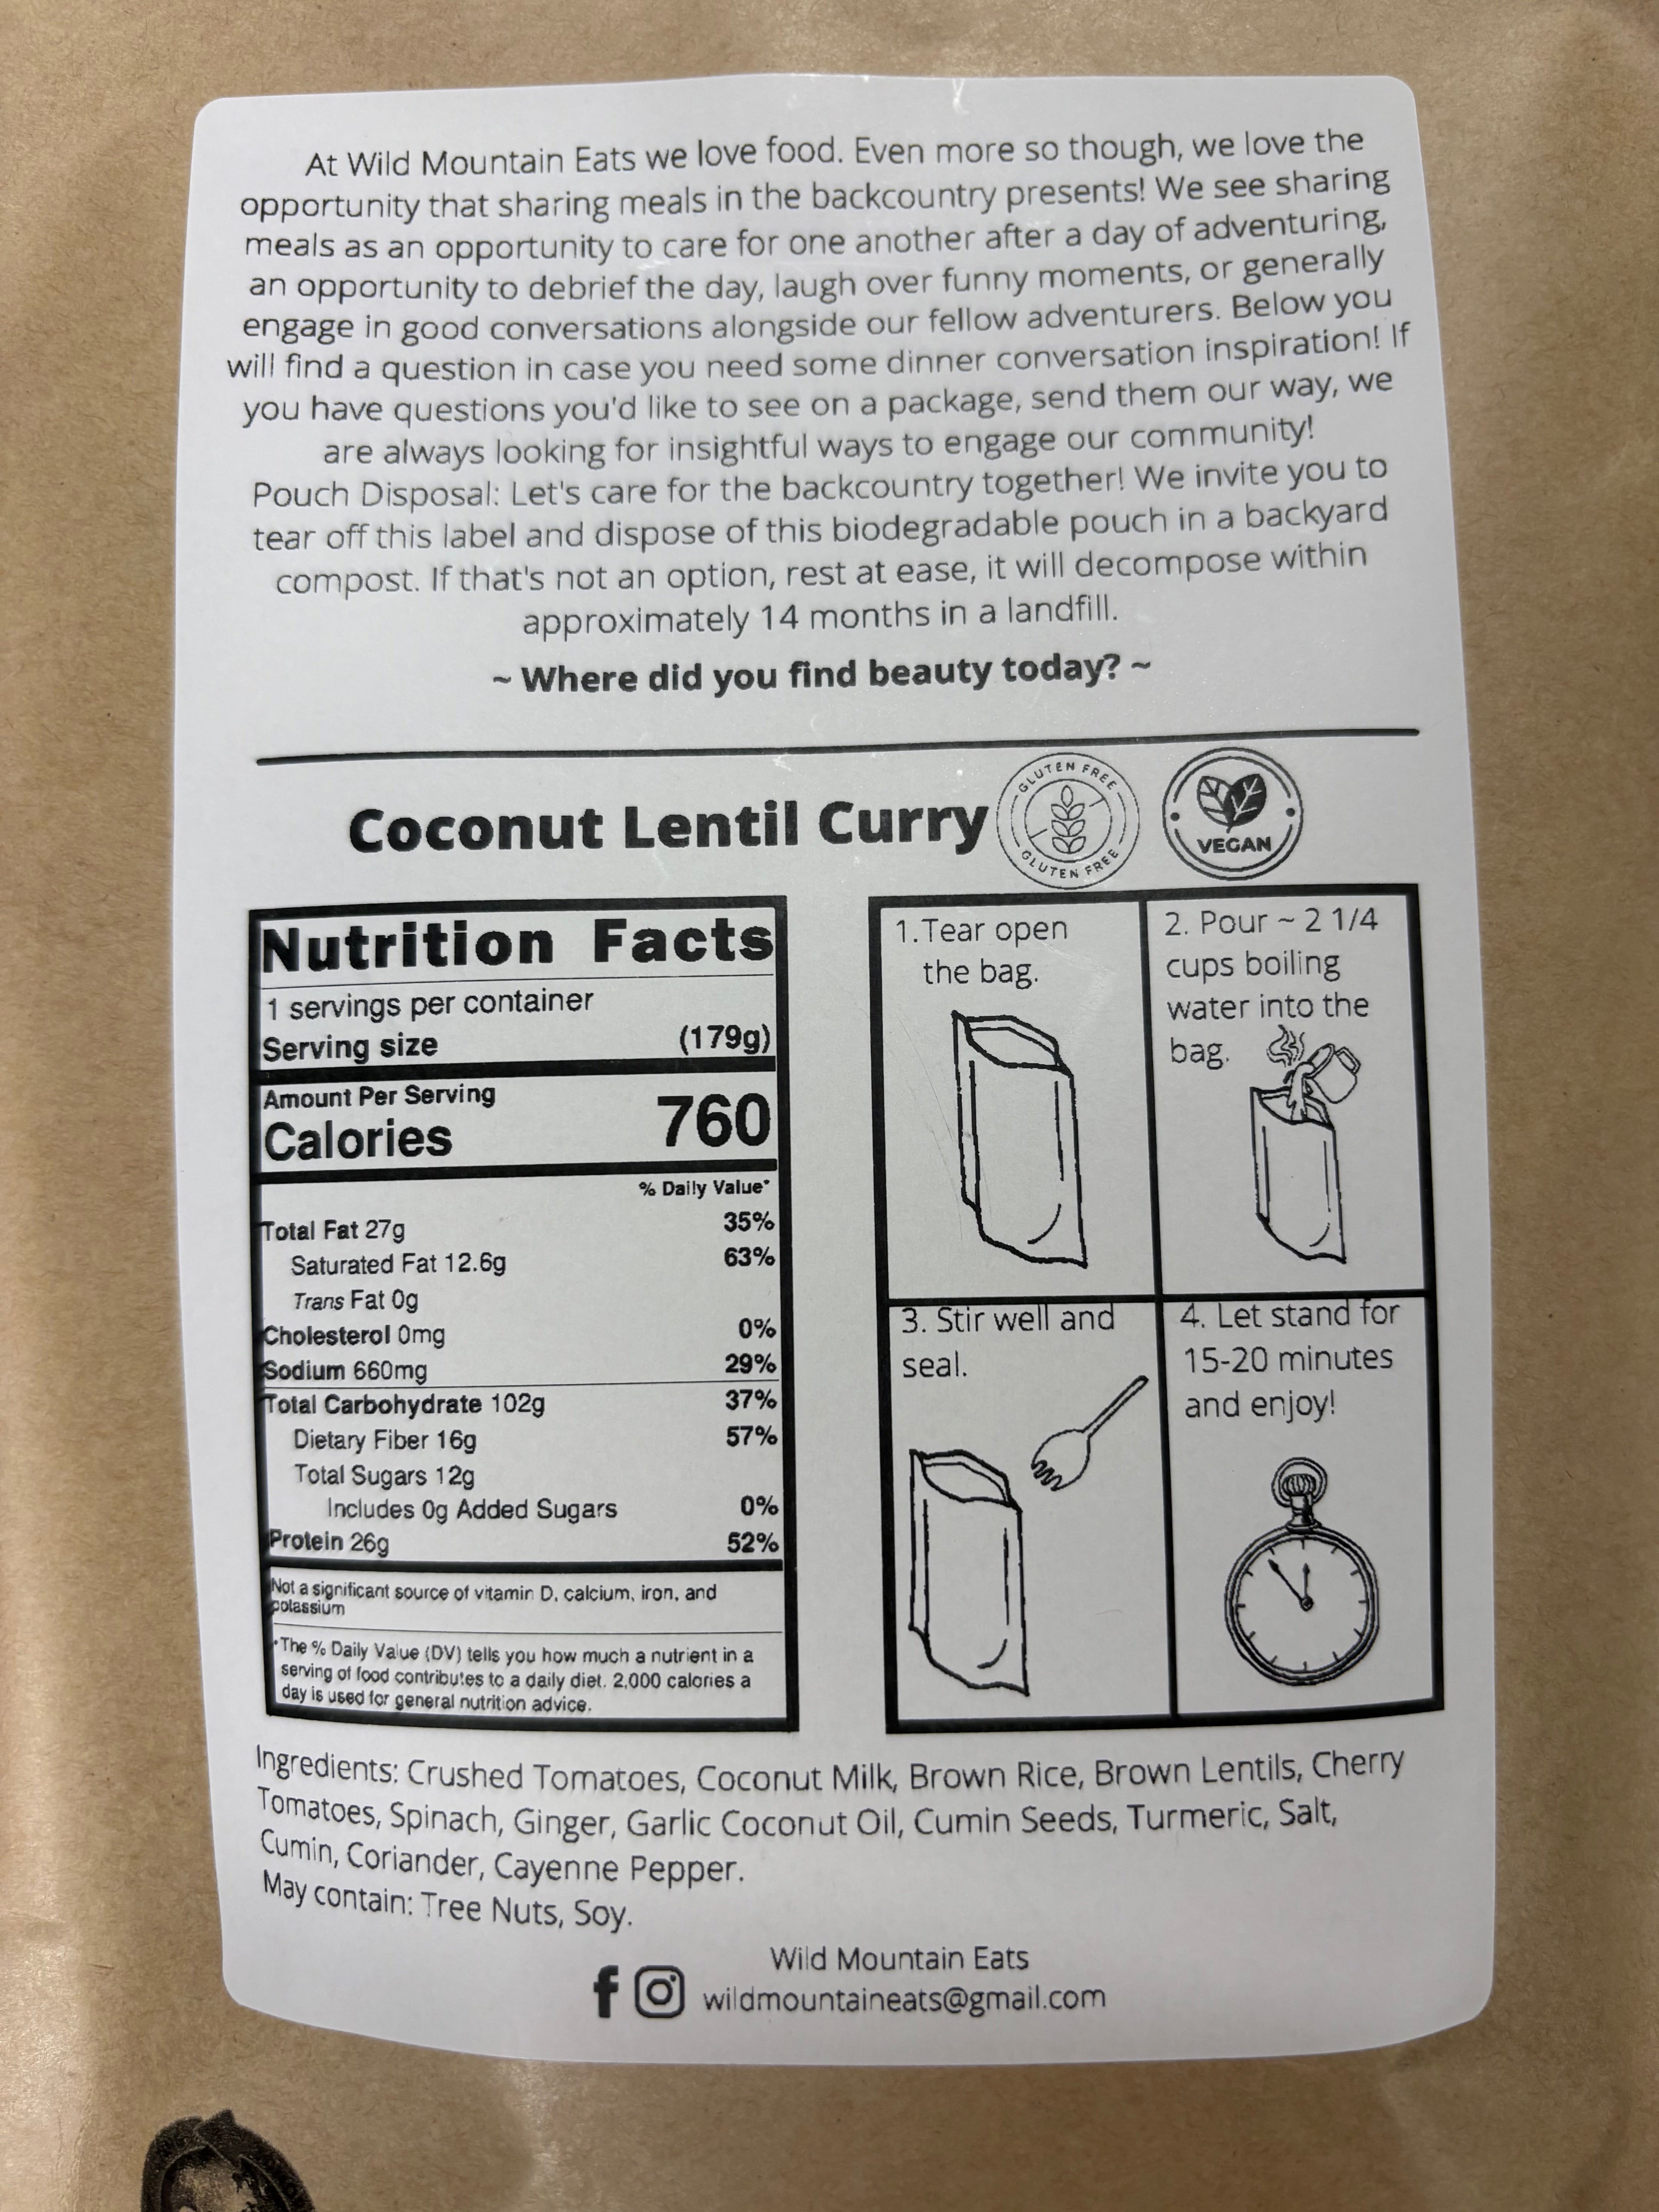 At Wild Mountain Eats we love food. Even more so though, we love the
opportunity that sharing meals in the backcountry presents! We see sharing
meals as an opportunity to care for one another after a day of adventuring,
an opportunity to debrief the day, laugh over funny moments, or generally
engage in good conversations alongside our fellow adventurers. Below you
will find a question in case you need some dinner conversation inspiration! If
you have questions you'd like to see on a package, send them our way, we
are always looking for insightful ways to engage our community!
Pouch Disposal: Let's care for the backcountry together! We invite you to
tear off this label and dispose of this biodegradable pouch in a backyard
compost. If that's not an option, rest at ease, it will decompose within
approximately 14 months in a landfill.
~ Where did you find beauty today? ~
Coconut Lentil Curry
GLUTEN FREE
GLUTEN FREE
VEGAN
Nutrition Facts
1 servings per container
Serving size (179g)
Amount Per Serving
Calories 760
% Daily Value*
Total Fat 27g 35%
Saturated Fat 12.6g 63%
Trans Fat 0g
Cholesterol 0mg 0%
Sodium 660mg 29%
Total Carbohydrate 102g 37%
Dietary Fiber 16g 57%
Total Sugars 12g
Includes 0g Added Sugars 0%
Protein 26g 52%
Not a significant source of vitamin D, calcium, iron, and
potassium
*The % Daily Value (DV) tells you how much a nutrient in a
serving of food contributes to a daily diet. 2,000 calories a
day is used for general nutrition advice.
1. Tear open
the bag.
2. Pour ~ 2 1/4
cups boiling
water into the
bag.
3. Stir well and
seal.
4. Let stand for
15-20 minutes
and enjoy!
Ingredients: Crushed Tomatoes, Coconut Milk, Brown Rice, Brown Lentils, Cherry
Tomatoes, Spinach, Ginger, Garlic Coconut Oil, Cumin Seeds, Turmeric, Salt,
Cumin, Coriander, Cayenne Pepper.
May contain: Tree Nuts, Soy.
Wild Mountain Eats
wildmountaineats@gmail.com